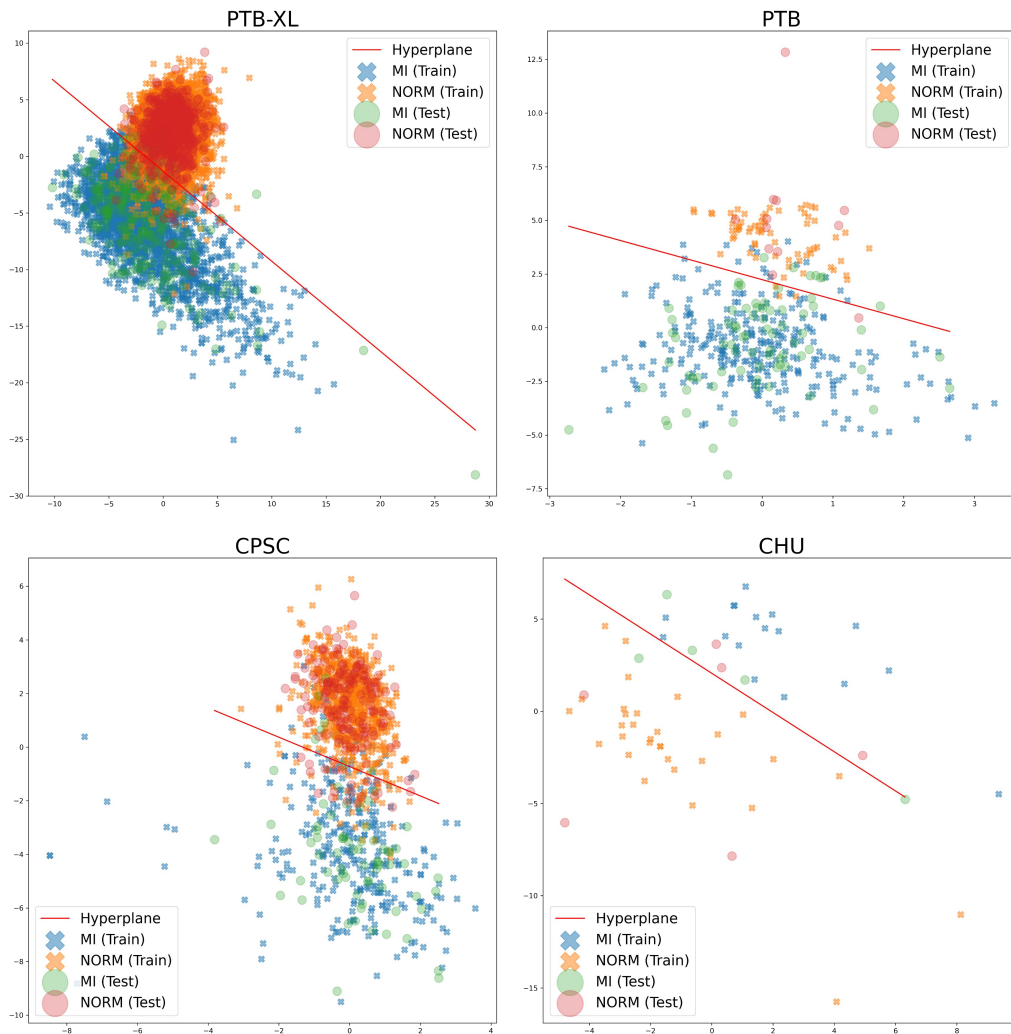 PTB-XL
Hyperplane
MI (Train)
NORM (Train)
MI (Test)
NORM (Test)
10
5
0
−5
−10
−15
−20
−25
−30
−10
−5
0
5
10
15
20
25
30
PTB
Hyperplane
MI (Train)
NORM (Train)
MI (Test)
NORM (Test)
12.5
10.0
7.5
5.0
2.5
0.0
−2.5
−5.0
−7.5
−3
−2
−1
0
1
2
3
CPSC
6
4
2
0
−2
−4
−6
−8
−10
Hyperplane
MI (Train)
NORM (Train)
MI (Test)
NORM (Test)
−8
−6
−4
−2
0
2
4
CHU
5
0
−5
−10
−15
Hyperplane
MI (Train)
NORM (Train)
MI (Test)
NORM (Test)
−4
−2
0
2
4
6
8